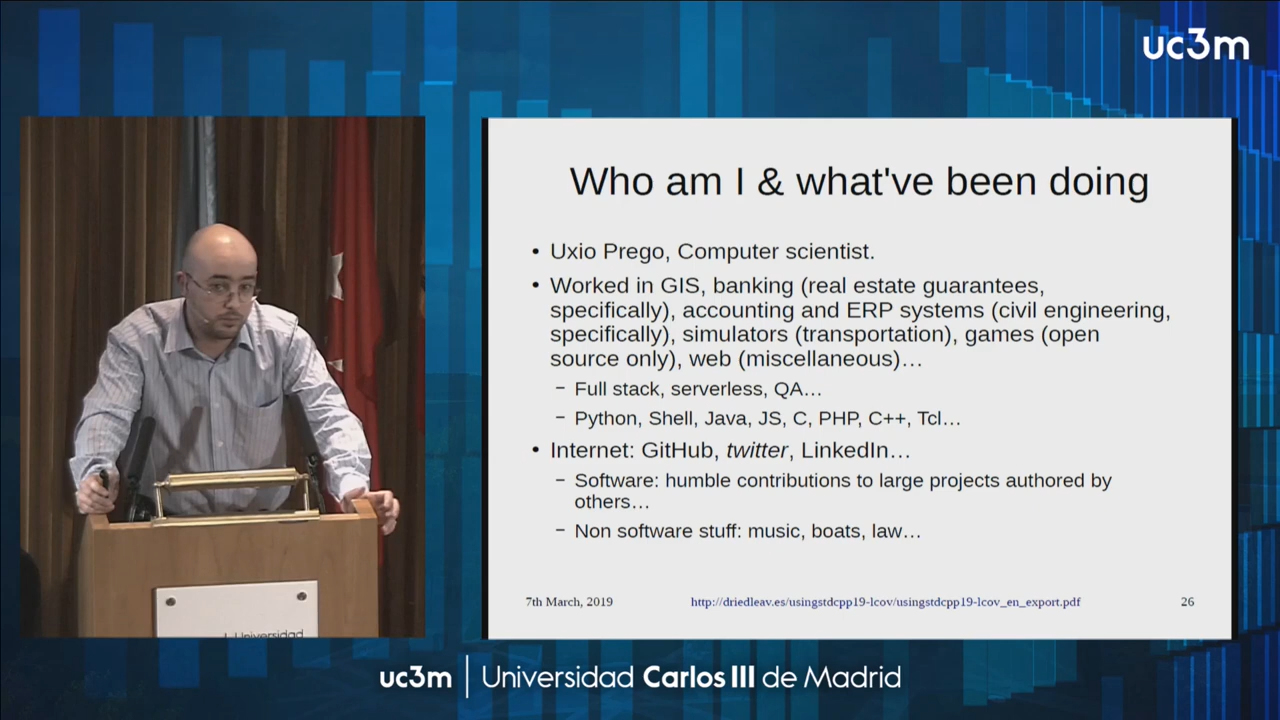 uc3m
Who am I & what've been doing
• Uxio Prego, Computer scientist.
• Worked in GIS, banking (real estate guarantees,
specifically), accounting and ERP systems (civil engineering,
specifically), simulators (transportation), games (open
source only), web (miscellaneous)…
– Full stack, serverless, QA…
– Python, Shell, Java, JS, C, PHP, C++, Tcl…
• Internet: GitHub, twitter, LinkedIn…
– Software: humble contributions to large projects authored by
others…
– Non software stuff: music, boats, law…
7th March, 2019
http://driedleav.es/usingstdcpp19-lcov/usingstdcpp19-lcov_en_export.pdf
26
Universidad
uc3m | Universidad Carlos III de Madrid